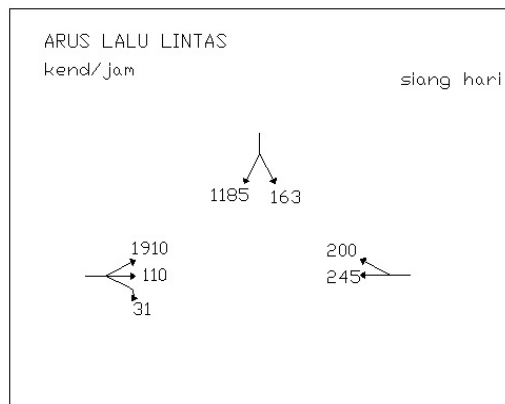 ARUS LALU LINTAS
kend/jam
siang hari
1185 163
1910
110
31
200
245